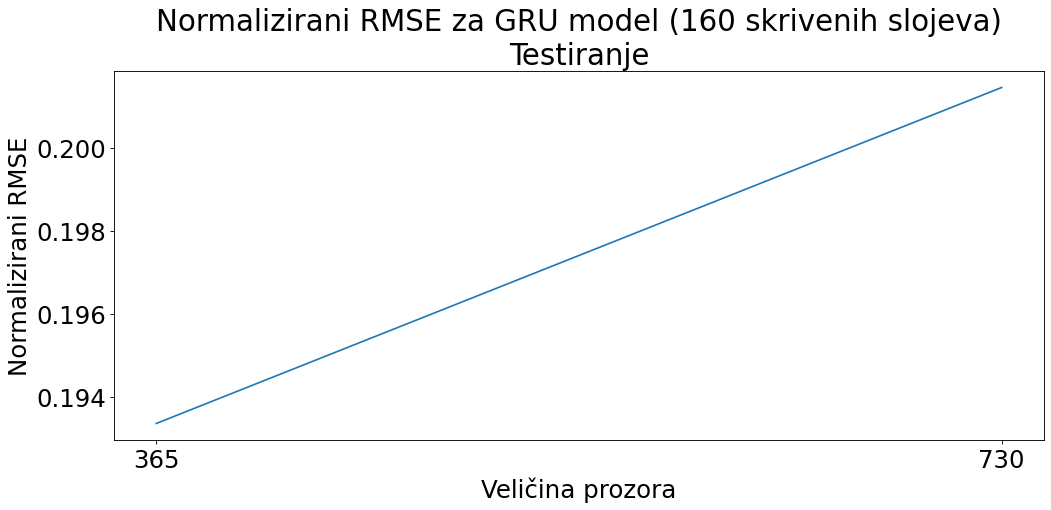 Normalizirani RMSE za GRU model (160 skrivenih slojeva)
Testiranje
Normalizirani RMSE
0.200
0.198
0.196
0.194
365
730
Veličina prozora